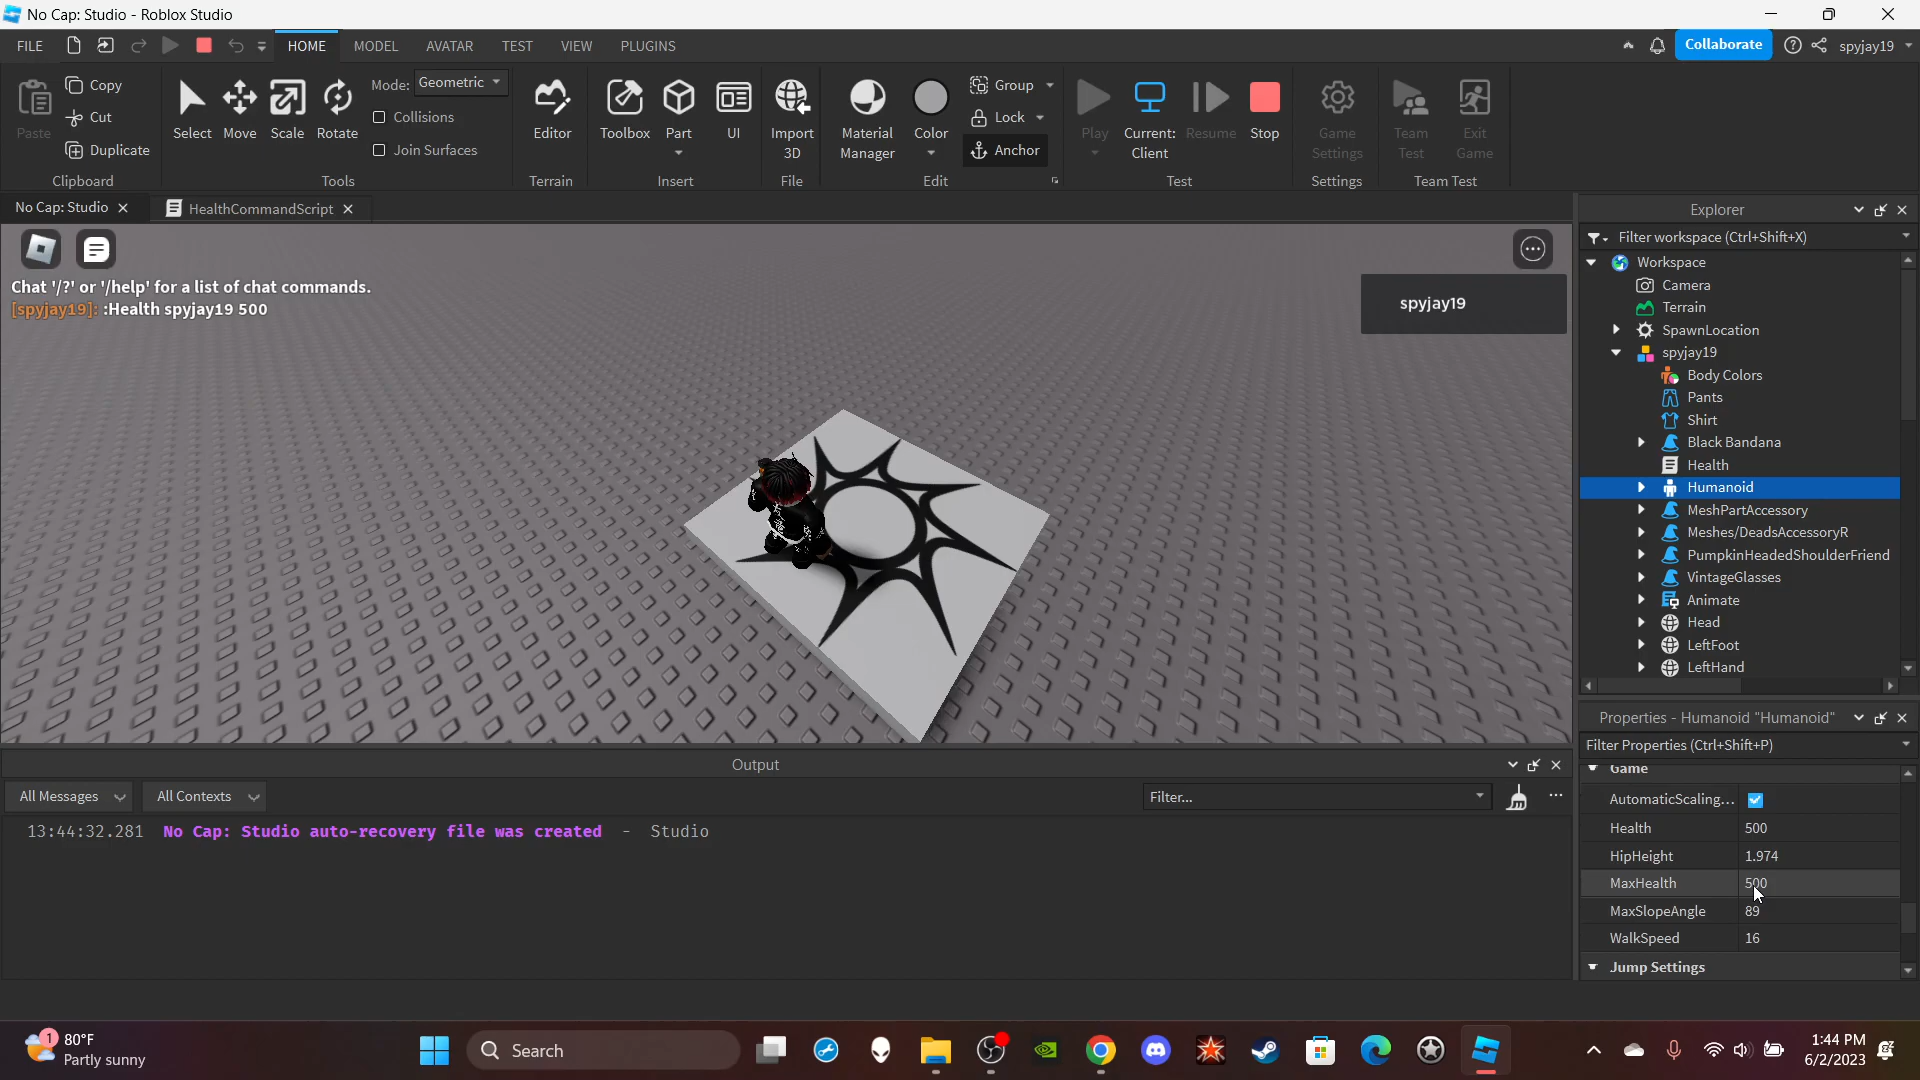 No Cap: Studio - Roblox Studio
FILE HOME MODEL AVATAR TEST VIEW PLUGINS Collaborate spyjay19
Paste Copy Cut Duplicate
Select Move Scale Rotate
Mode: Geometric
Collisions
Join Surfaces
Editor
Toolbox Part UI
Import 3D
Material Manager
Color
Group
Lock
Anchor
Play
Current: Client
Resume Stop
Game Settings
Team Test
Exit Game
Clipboard Tools Terrain Insert File Edit Test Settings Team Test
No Cap: Studio
HealthCommandScript
Chat '/?' or '/help' for a list of chat commands.
[spyjay19]: :Health spyjay19 500
spyjay19
Explorer
Filter workspace (Ctrl+Shift+X)
Workspace
Camera
Terrain
SpawnLocation
spyjay19
Body Colors
Pants
Shirt
Black Bandana
Health
Humanoid
MeshPartAccessory
Meshes/DeadsAccessoryR
PumpkinHeadedShoulderFriend
VintageGlasses
Animate
Head
LeftFoot
LeftHand
Properties - Humanoid "Humanoid"
Filter Properties (Ctrl+Shift+P)
Game
AutomaticScaling...
Health 500
HipHeight 1.974
MaxHealth 500
MaxSlopeAngle 89
WalkSpeed 16
Jump Settings
Output
All Messages All Contexts Filter...
13:44:32.281 No Cap: Studio auto-recovery file was created - Studio
1
80°F
Partly sunny
Search
1:44 PM
6/2/2023